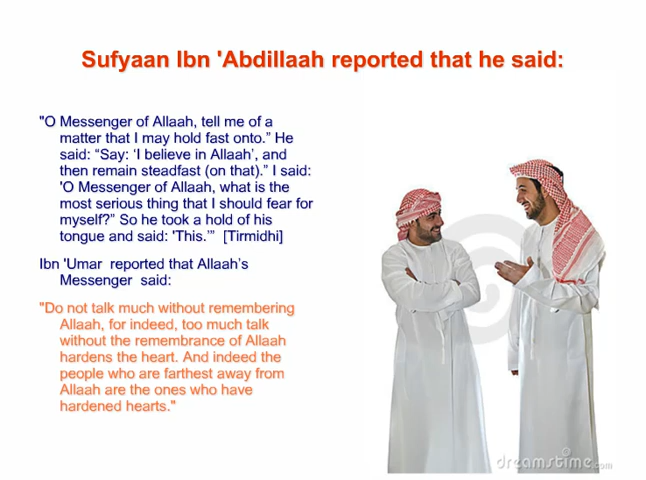 Sufyaan Ibn 'Abdillaah reported that he said:
"O Messenger of Allaah, tell me of a
matter that I may hold fast onto.” He
said: “Say: ‘I believe in Allaah’, and
then remain steadfast (on that).” I said:
'O Messenger of Allaah, what is the
most serious thing that I should fear for
myself?” So he took a hold of his
tongue and said: 'This.’” [Tirmidhi]
Ibn 'Umar reported that Allaah’s
Messenger said:
"Do not talk much without remembering
Allaah, for indeed, too much talk
without the remembrance of Allaah
hardens the heart. And indeed the
people who are farthest away from
Allaah are the ones who have
hardened hearts."
dreamstime.com